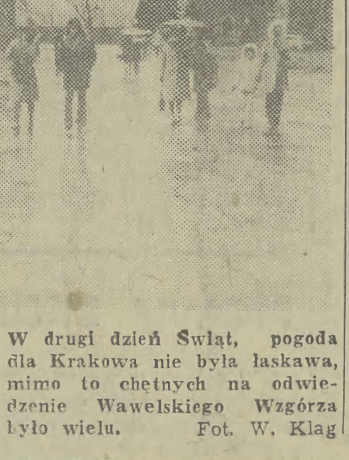 W drugi dzień Swląt, pogoda
dla Krakowa nie była łaskawa,
mimo to chętnych na odwie-
dzenie Wawelskiego Wzgórza
było wielu. Fot. W. Klag